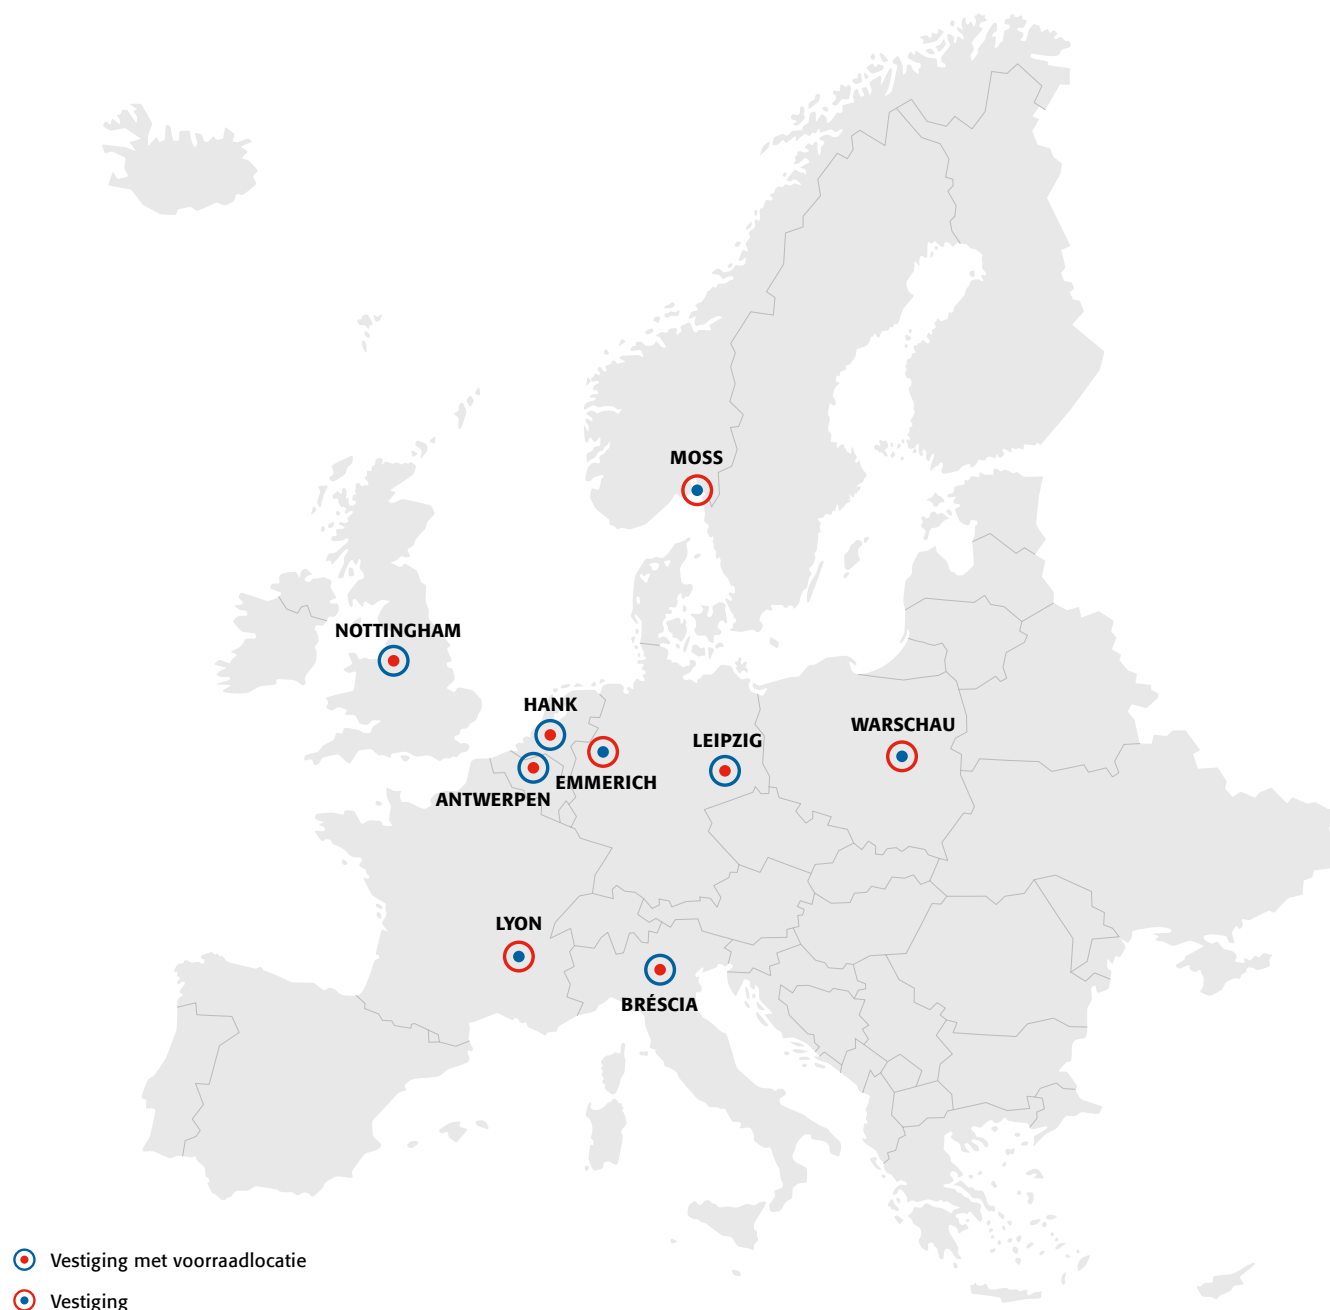 MOSS
NOTTINGHAM
HANK
WARSCHAU
LEIPZIG
EMMERICH
ANTWERPEN
LYON
BRÉSCIA
Vestiging met voorraadlocatie
Vestiging